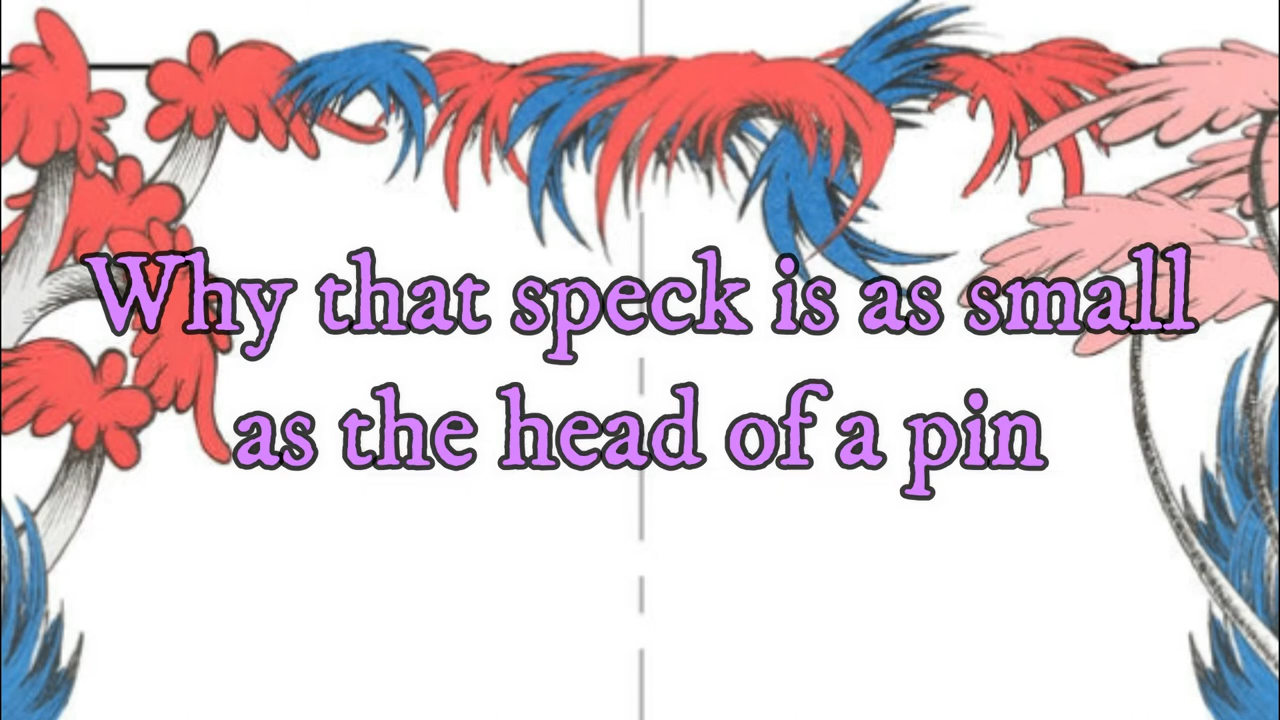 Why that speck is as small
as the head of a pin